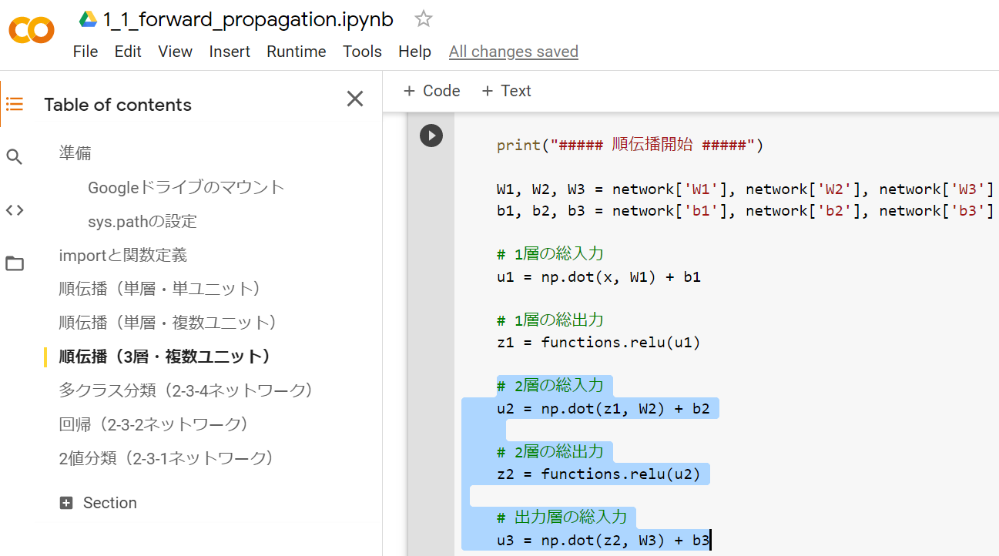 1_1_forward_propagation.ipynb
File Edit View Insert Runtime Tools Help All changes saved
Table of contents
準備
Googleドライブのマウント
sys.pathの設定
importと関数定義
順伝播（単層・単ユニット）
順伝播（単層・複数ユニット）
順伝播（3層・複数ユニット）
多クラス分類（2-3-4ネットワーク）
回帰（2-3-2ネットワーク）
2値分類（2-3-1ネットワーク）
Section
+ Code + Text
print("##### 順伝播開始 #####")
W1, W2, W3 = network['W1'], network['W2'], network['W3']
b1, b2, b3 = network['b1'], network['b2'], network['b3']
# 1層の総入力
u1 = np.dot(x, W1) + b1
# 1層の総出力
z1 = functions.relu(u1)
# 2層の総入力
u2 = np.dot(z1, W2) + b2
# 2層の総出力
z2 = functions.relu(u2)
# 出力層の総入力
u3 = np.dot(z2, W3) + b3